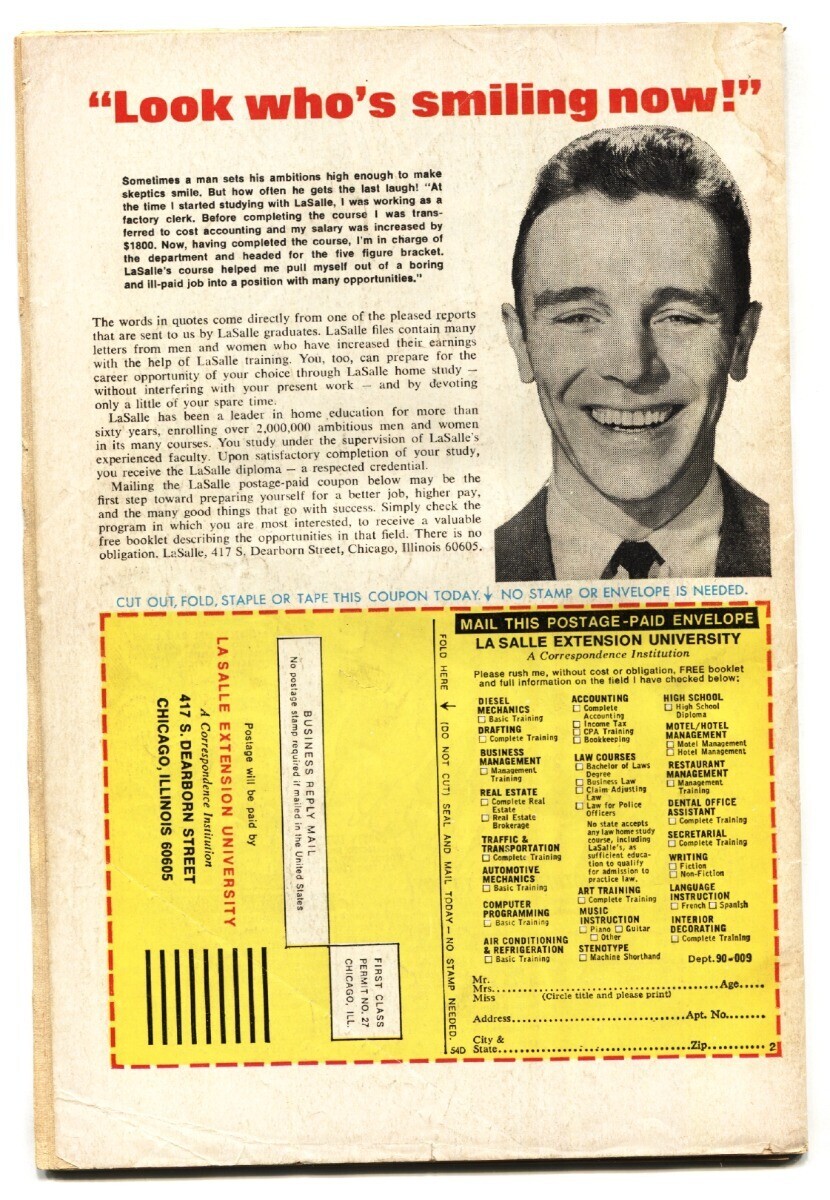 “Look who’s smiling now!”
Sometimes a man sets his ambitions high enough to make
skeptics smile. But how often he gets the last laugh! “At
the time I started studying with LaSalle, I was working as a
factory clerk. Before completing the course I was trans-
ferred to cost accounting and my salary was increased by
$1800. Now, having completed the course, I’m in charge of
the department and headed for the five figure bracket.
LaSalle’s course helped me pull myself out of a boring
and ill-paid job into a position with many opportunities.”
The words in quotes come directly from one of the pleased reports
that are sent to us by LaSalle graduates. LaSalle files contain many
letters from men and women who have increased their earnings
with the help of LaSalle training. You, too, can prepare for the
career opportunity of your choice through LaSalle home study —
without interfering with your present work — and by devoting
only a little of your spare time.
LaSalle has been a leader in home education for more than
sixty years, enrolling over 2,000,000 ambitious men and women
in its many courses. You study under the supervision of LaSalle’s
experienced faculty. Upon satisfactory completion of your study,
you receive the LaSalle diploma — a respected credential.
Mailing the LaSalle postage-paid coupon below may be the
first step toward preparing yourself for a better job, higher pay,
and the many good things that go with success. Simply check the
program in which you are most interested, to receive a valuable
free booklet describing the opportunities in that field. There is no
obligation. LaSalle, 417 S. Dearborn Street, Chicago, Illinois 60605.
CUT OUT, FOLD, STAPLE OR TAPE THIS COUPON TODAY. ↓ NO STAMP OR ENVELOPE IS NEEDED.
BUSINESS REPLY MAIL
No postage stamp required if mailed in the United States
FIRST CLASS
PERMIT NO. 27
CHICAGO, ILL.
Postage will be paid by
LA SALLE EXTENSION UNIVERSITY
A Correspondence Institution
417 S. DEARBORN STREET
CHICAGO, ILLINOIS 60605
FOLD HERE ↓ (DO NOT CUT) SEAL AND MAIL TODAY — NO STAMP NEEDED.
MAIL THIS POSTAGE-PAID ENVELOPE
LA SALLE EXTENSION UNIVERSITY
A Correspondence Institution
Please rush me, without cost or obligation, FREE booklet
and full information on the field I have checked below:
DIESEL
MECHANICS
☐ Basic Training
DRAFTING
☐ Complete Training
BUSINESS
MANAGEMENT
☐ Management
Training
REAL ESTATE
☐ Complete Real
Estate
☐ Real Estate
Brokerage
TRAFFIC &
TRANSPORTATION
☐ Complete Training
AUTOMOTIVE
MECHANICS
☐ Basic Training
COMPUTER
PROGRAMMING
☐ Basic Training
AIR CONDITIONING
& REFRIGERATION
☐ Basic Training
ACCOUNTING
☐ Complete
Accounting
☐ Income Tax
☐ CPA Training
☐ Bookkeeping
LAW COURSES
☐ Bachelor of Laws
Degree
☐ Business Law
☐ Claim Adjusting
Law
☐ Law for Police
Officers
No state accepts
any law home study
course, including
LaSalle’s, as
sufficient educa-
tion to qualify
for admission to
practice law.
ART TRAINING
☐ Complete Training
MUSIC
INSTRUCTION
☐ Piano ☐ Guitar
☐ Other
STENOTYPE
☐ Machine Shorthand
HIGH SCHOOL
☐ High School
Diploma
MOTEL/HOTEL
MANAGEMENT
☐ Motel Management
☐ Hotel Management
RESTAURANT
MANAGEMENT
☐ Management
Training
DENTAL OFFICE
ASSISTANT
☐ Complete Training
SECRETARIAL
☐ Complete Training
WRITING
☐ Fiction
☐ Non-Fiction
LANGUAGE
INSTRUCTION
☐ French ☐ Spanish
INTERIOR
DECORATING
☐ Complete Training
Dept. 90-009
Mr.
Mrs. Age
Miss (Circle title and please print)
Address Apt. No.
City &
54D State Zip 2